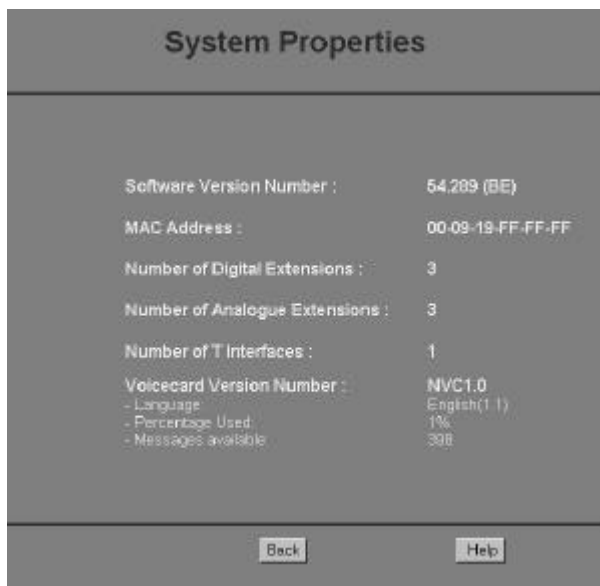 System Properties
Software Version Number : 54.289 (BE)
MAC Address : 00-09-19-FF-FF-FF
Number of Digital Extensions : 3
Number of Analogue Extensions : 3
Number of T Interfaces : 1
Voicecard Version Number : NVC1.0
- Language English(1.1)
- Percentage Used: 1%
- Messages available 398
Back Help